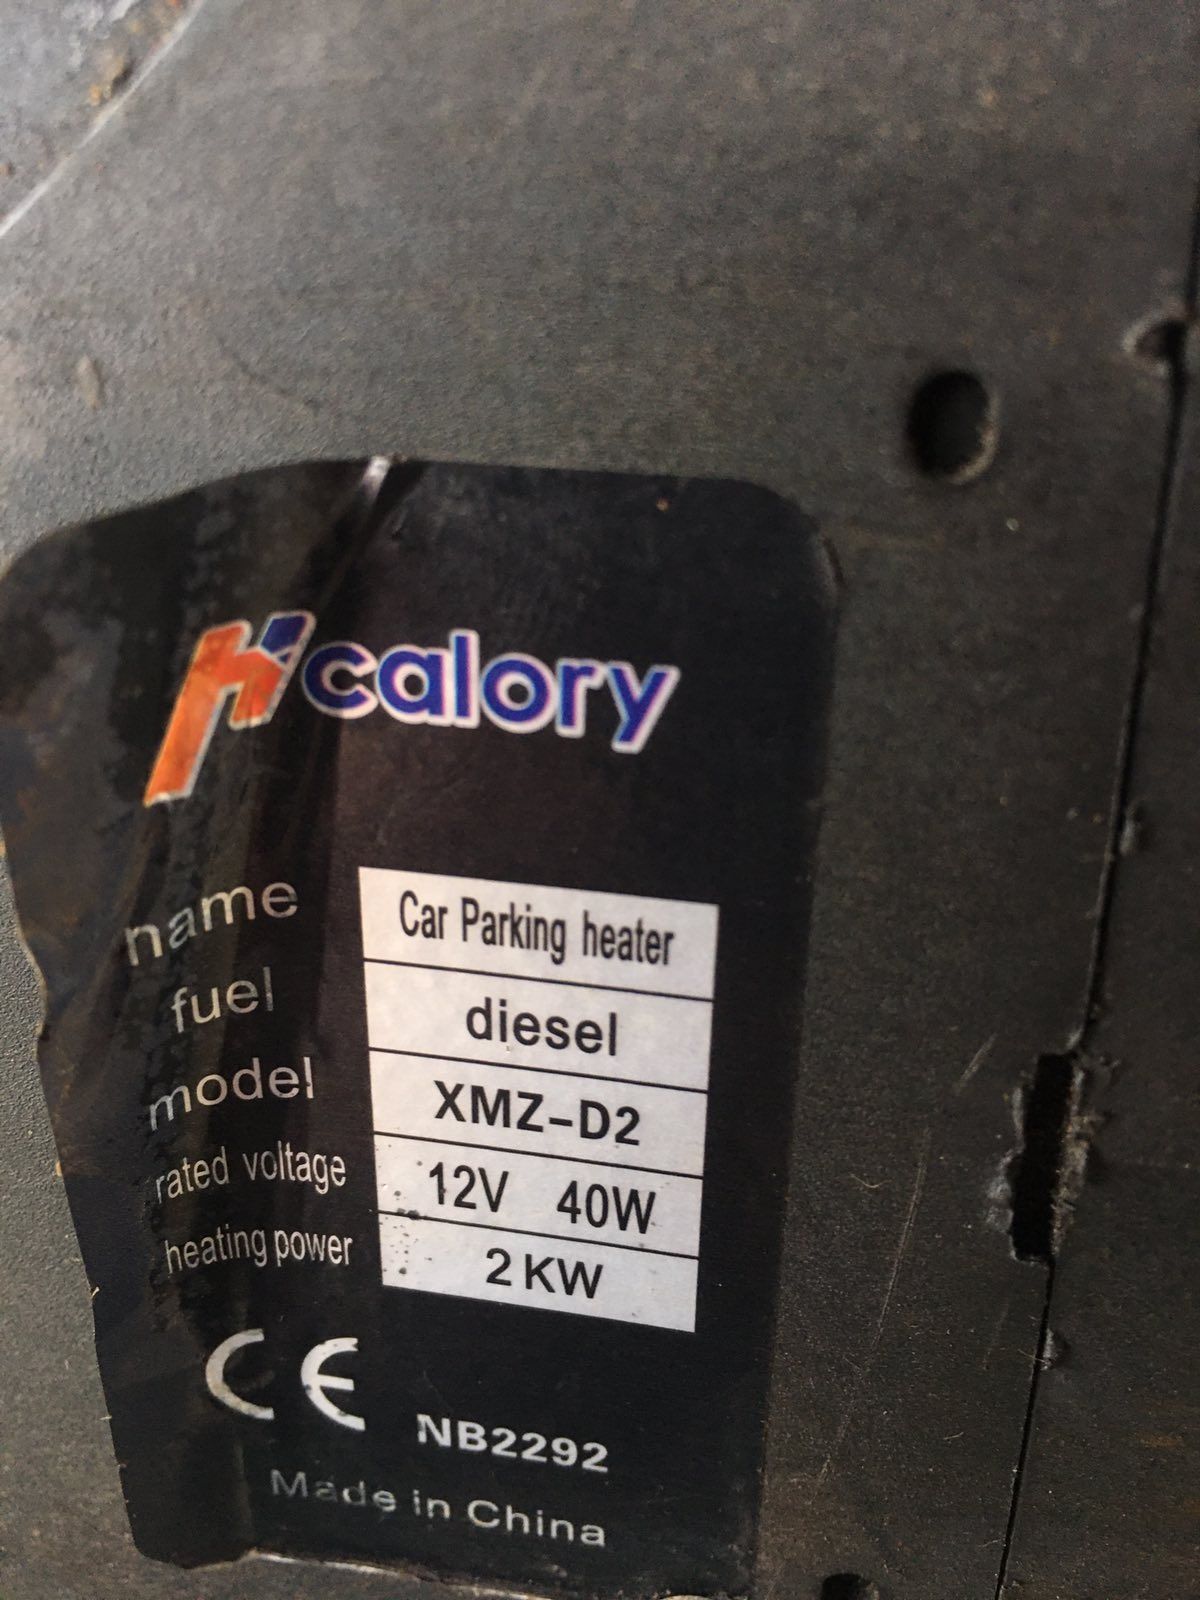 Hcalory
name Car Parking heater
fuel diesel
model XMZ-D2
rated voltage 12V 40W
heating power 2KW
CE NB2292
Made in China